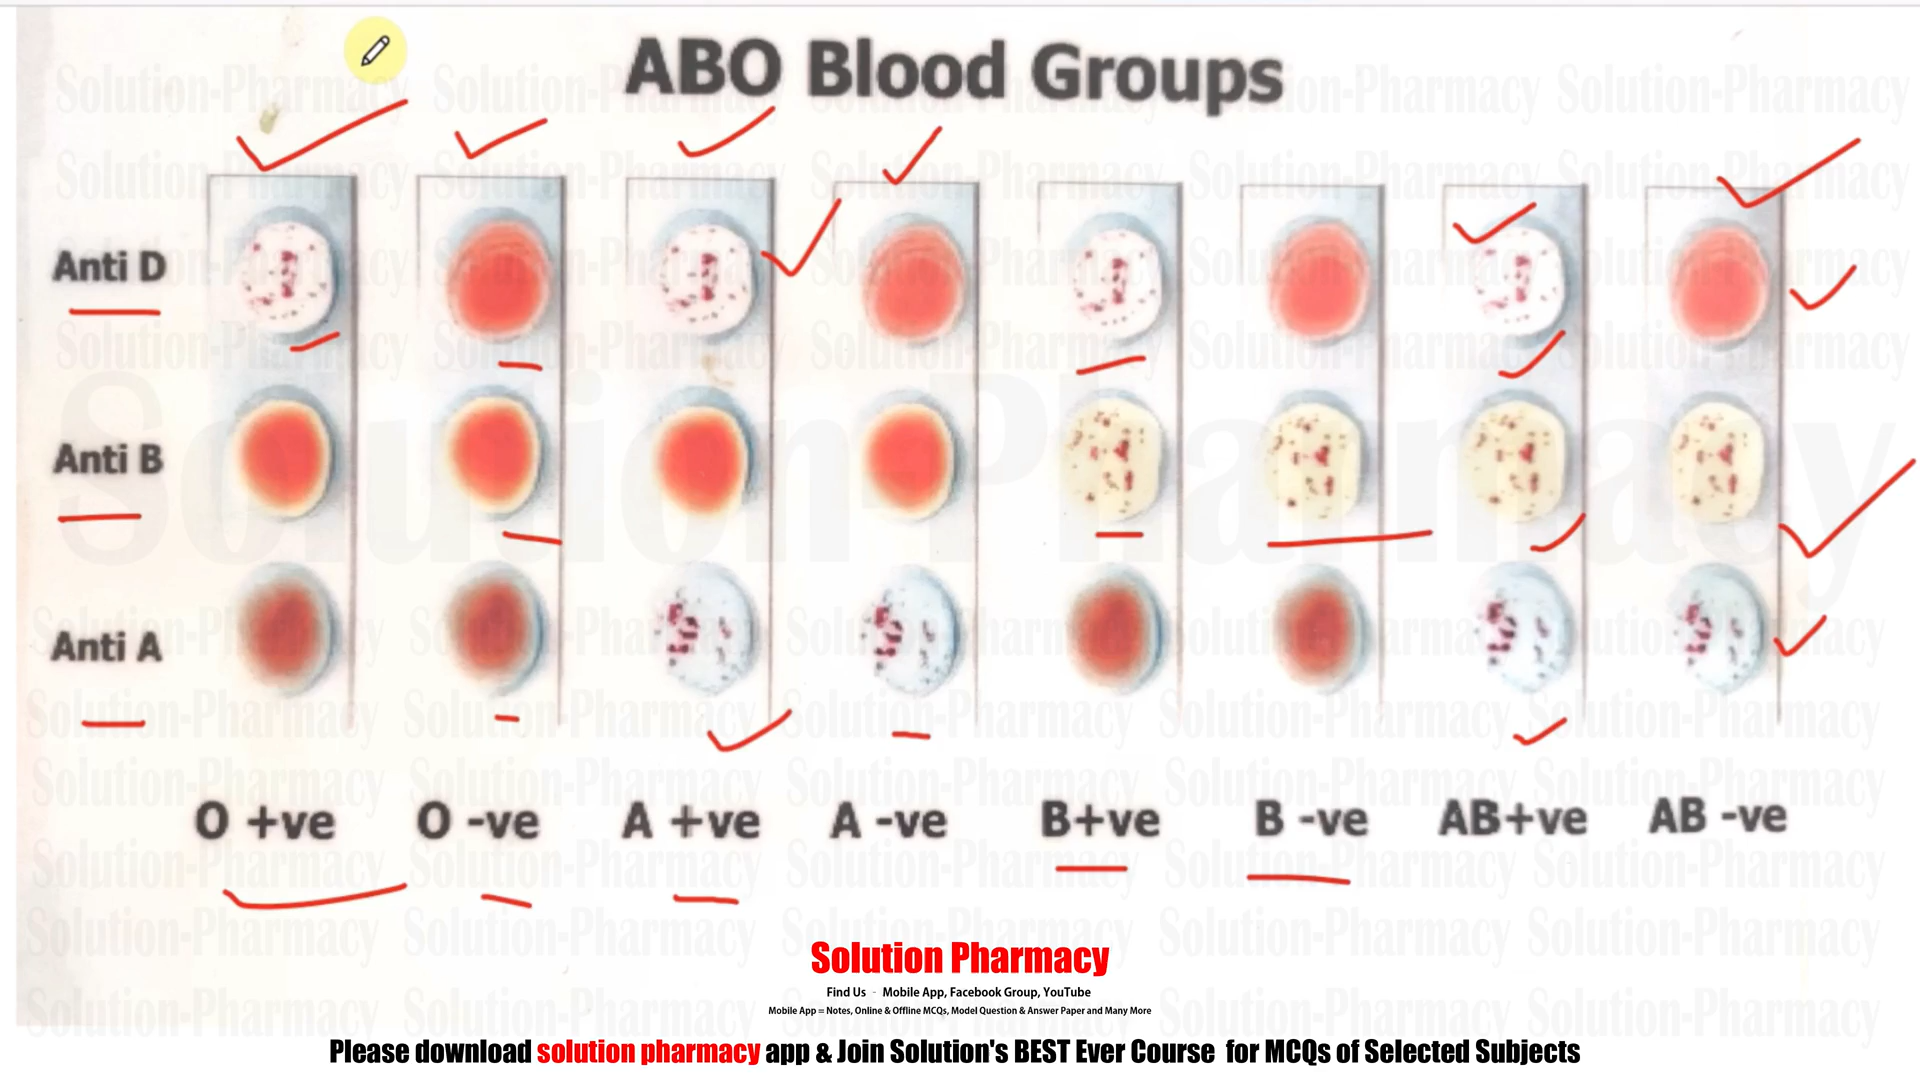 ABO Blood Groups
Anti D
Anti B
Anti A
O +ve O -ve A +ve A -ve B+ve B -ve AB+ve AB -ve
Solution Pharmacy
Find Us - Mobile App, Facebook Group, YouTube
Mobile App = Notes, Online & Offline MCQs, Model Question & Answer Paper and Many More
Please download solution pharmacy app & Join Solution's BEST Ever Course for MCQs of Selected Subjects
Solution-Pharmacy